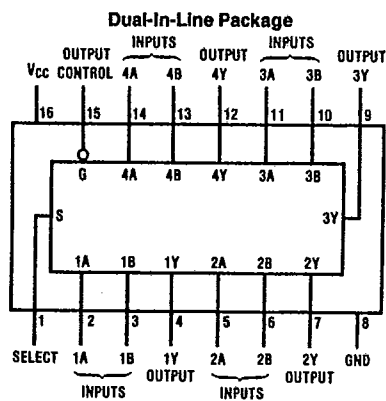 Dual-In-Line Package
OUTPUT INPUTS OUTPUT INPUTS OUTPUT
VCC CONTROL 4A 4B 4Y 3A 3B 3Y
16 15 14 13 12 11 10 9
G 4A 4B 4Y 3A 3B
S 3Y
1A 1B 1Y 2A 2B 2Y
1 2 3 4 5 6 7 8
SELECT 1A 1B 1Y 2A 2B 2Y GND
INPUTS OUTPUT INPUTS OUTPUT